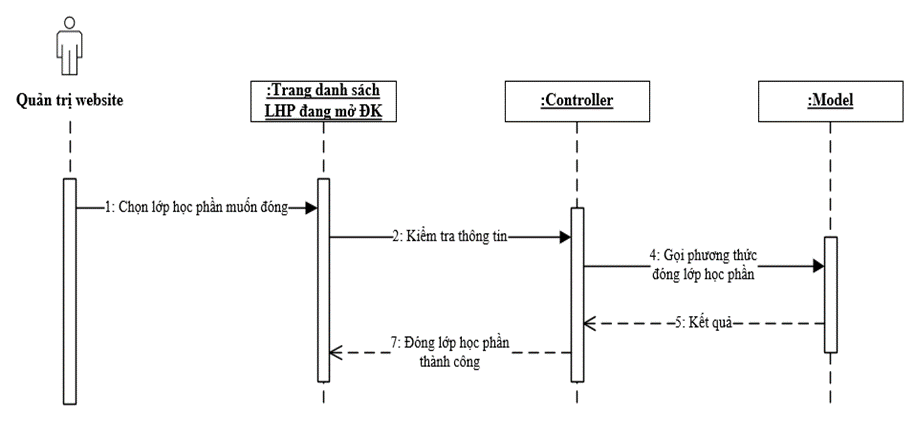 Quản trị website
:Trang danh sách
LHP đang mở ĐK
:Controller
:Model
1: Chọn lớp học phần muốn đóng
2: Kiểm tra thông tin
4: Gọi phương thức
đóng lớp học phần
5: Kết quả
7: Đóng lớp học phần
thành công